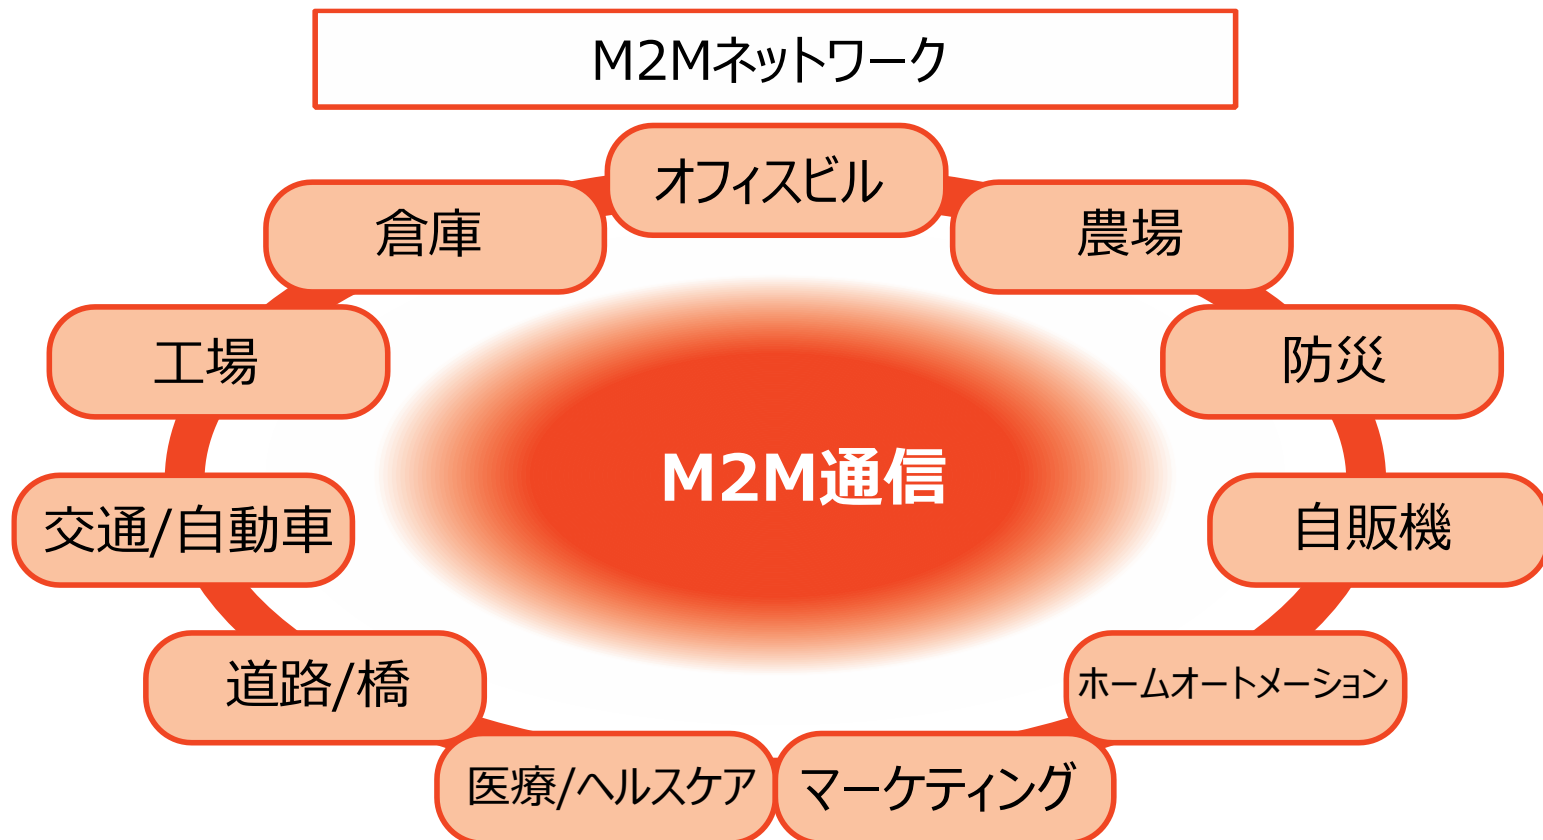 M2Mネットワーク
オフィスビル
倉庫
農場
工場
防災
M2M通信
交通/自動車
自販機
道路/橋
ホームオートメーション
医療/ヘルスケア
マーケティング